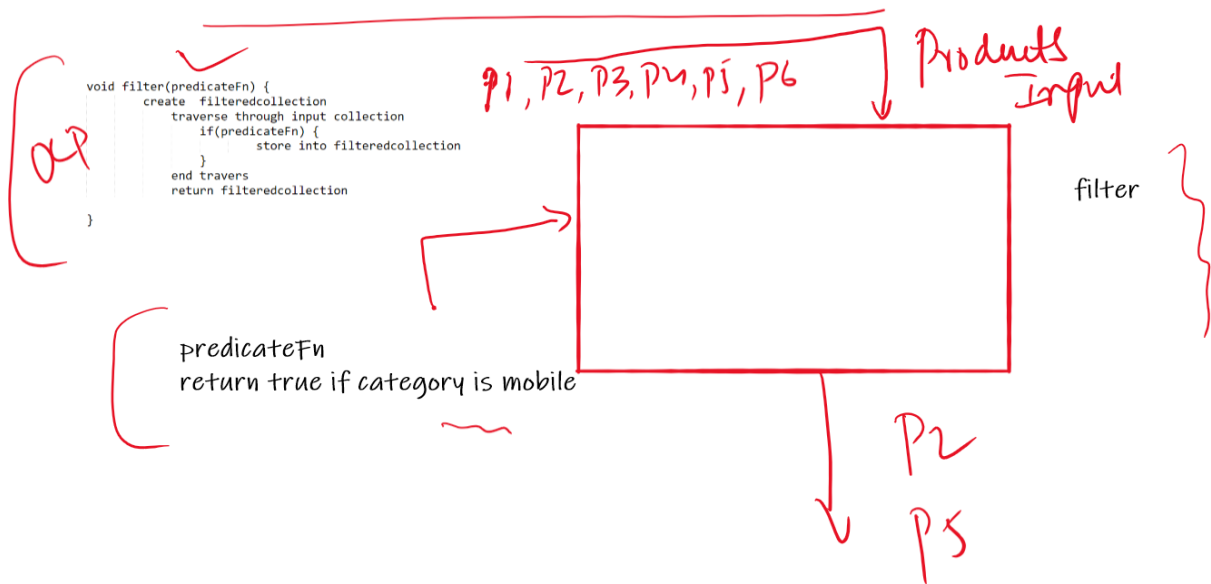 void filter(predicateFn) {
create filteredcollection
traverse through input collection
if(predicateFn) {
store into filteredcollection
}
end travers
return filteredcollection
}
OCP
P1, P2, P3, P4, P5, P6
Products
Input
filter
predicateFn
return true if category is mobile
P2
P5